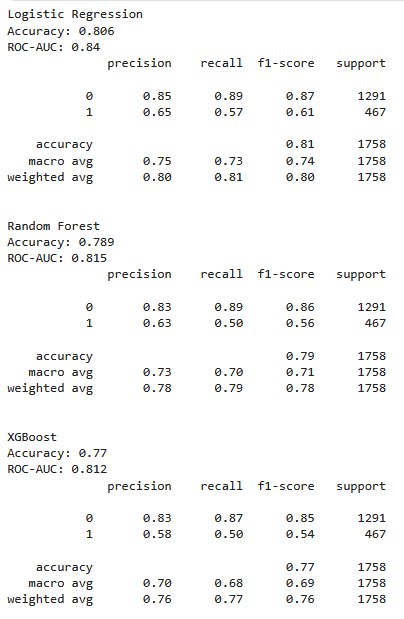 Logistic Regression
Accuracy: 0.806
ROC-AUC: 0.84
precision recall f1-score support
0 0.85 0.89 0.87 1291
1 0.65 0.57 0.61 467
accuracy 0.81 1758
macro avg 0.75 0.73 0.74 1758
weighted avg 0.80 0.81 0.80 1758
Random Forest
Accuracy: 0.789
ROC-AUC: 0.815
precision recall f1-score support
0 0.83 0.89 0.86 1291
1 0.63 0.50 0.56 467
accuracy 0.79 1758
macro avg 0.73 0.70 0.71 1758
weighted avg 0.78 0.79 0.78 1758
XGBoost
Accuracy: 0.77
ROC-AUC: 0.812
precision recall f1-score support
0 0.83 0.87 0.85 1291
1 0.58 0.50 0.54 467
accuracy 0.77 1758
macro avg 0.70 0.68 0.69 1758
weighted avg 0.76 0.77 0.76 1758